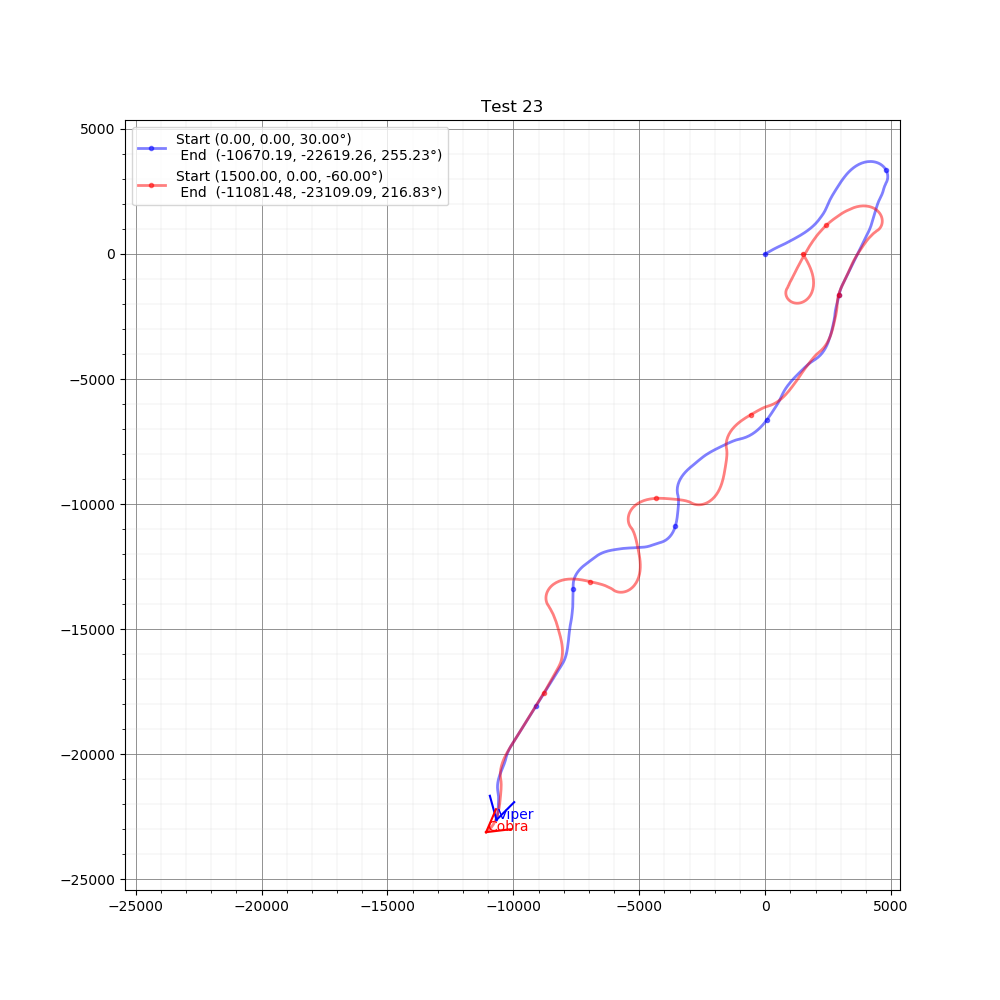 Test 23
Start (0.00, 0.00, 30.00°)
End (-10670.19, -22619.26, 255.23°)
Start (1500.00, 0.00, -60.00°)
End (-11081.48, -23109.09, 216.83°)
5000
0
−5000
−10000
−15000
−20000
−25000
Viper
Cobra
−25000 −20000 −15000 −10000 −5000 0 5000